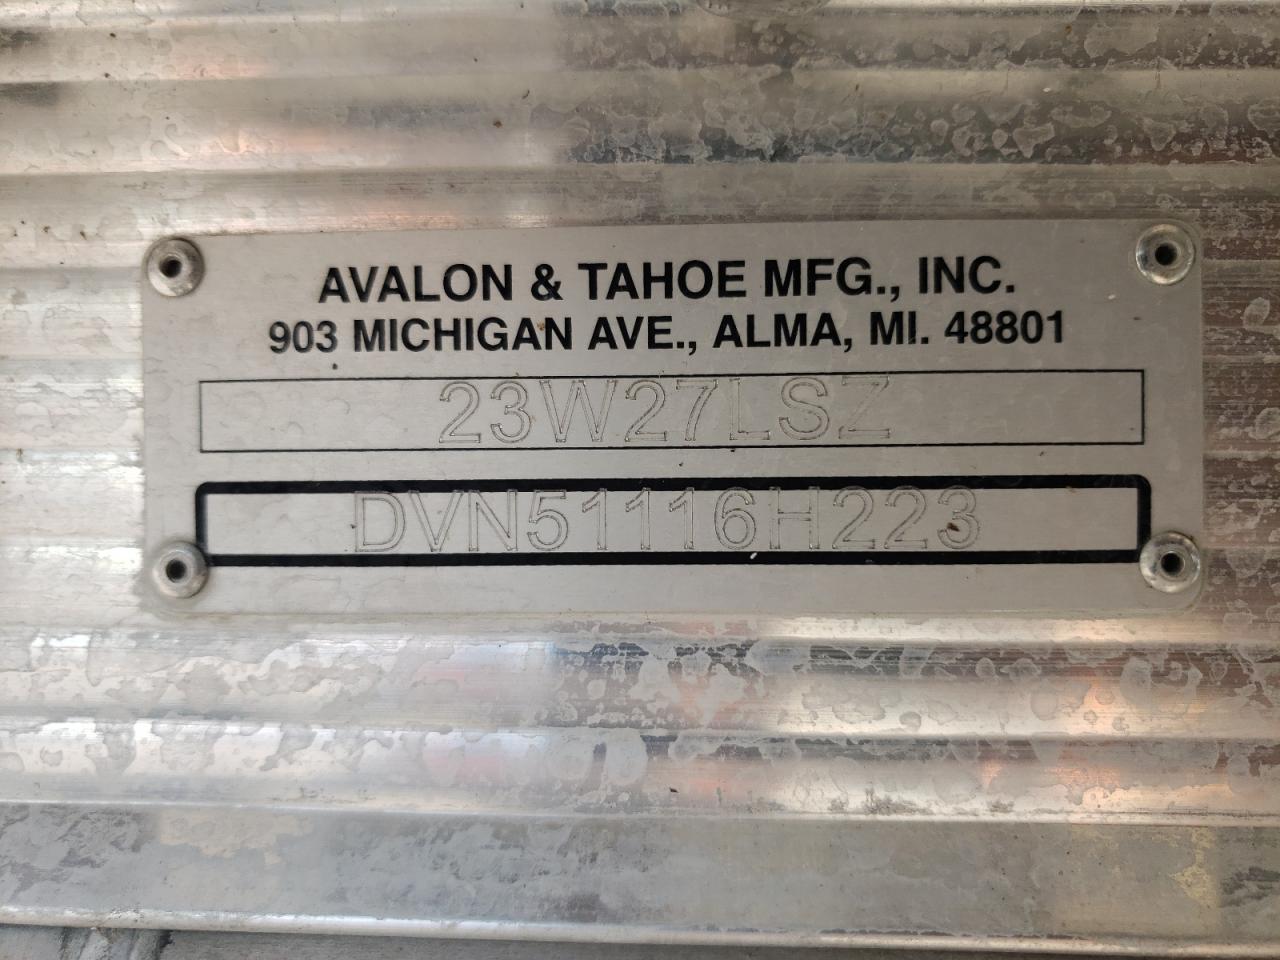 AVALON & TAHOE MFG., INC.
903 MICHIGAN AVE., ALMA, MI. 48801
23W27LSZ
DVN51116H223